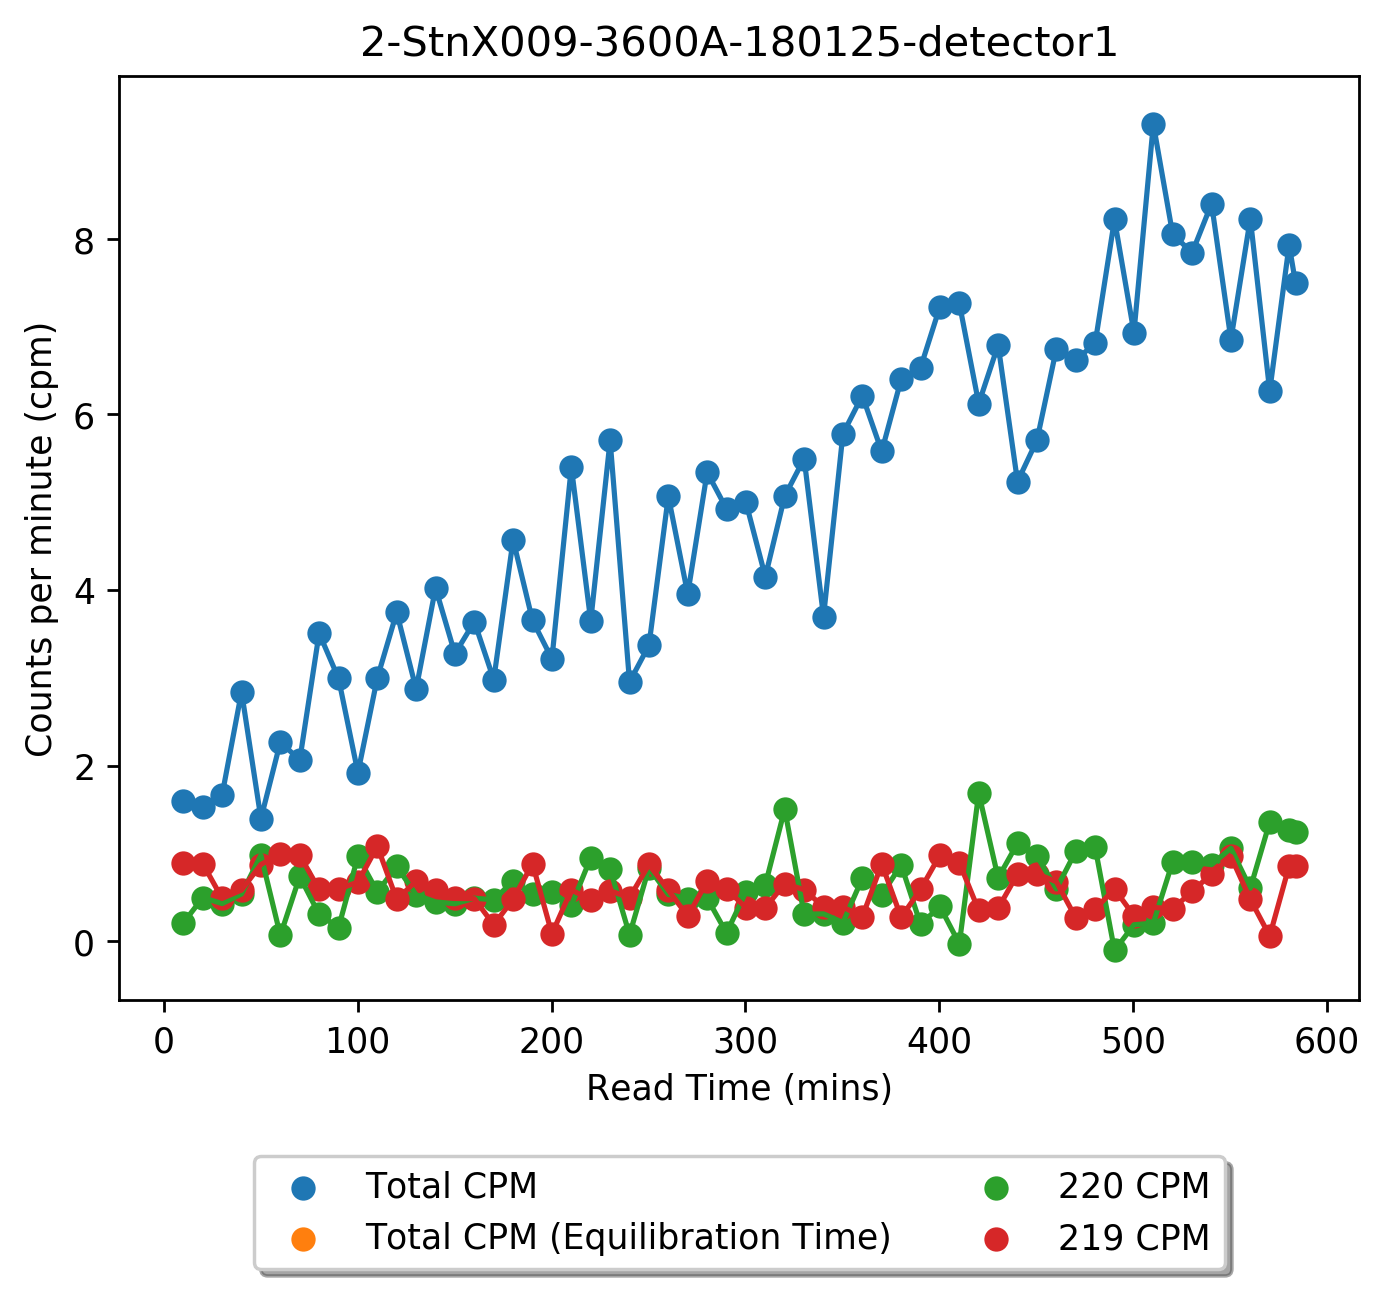 2-StnX009-3600A-180125-detector1
Counts per minute (cpm)
8
6
4
2
0
0 100 200 300 400 500 600
Read Time (mins)
Total CPM
Total CPM (Equilibration Time)
220 CPM
219 CPM